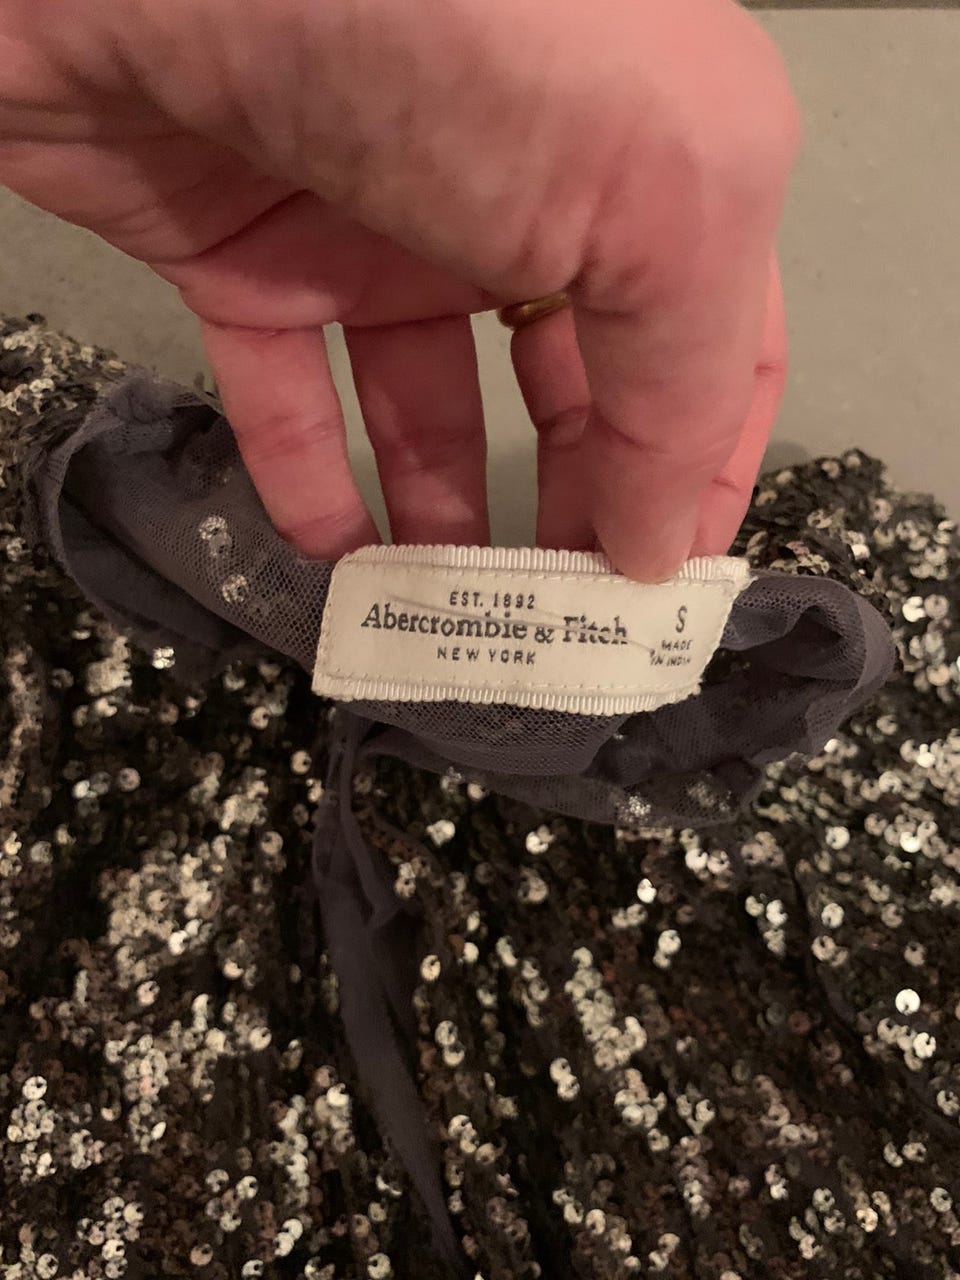 EST. 1892
Abercrombie & Fitch
NEW YORK
S
MADE
IN INDIA